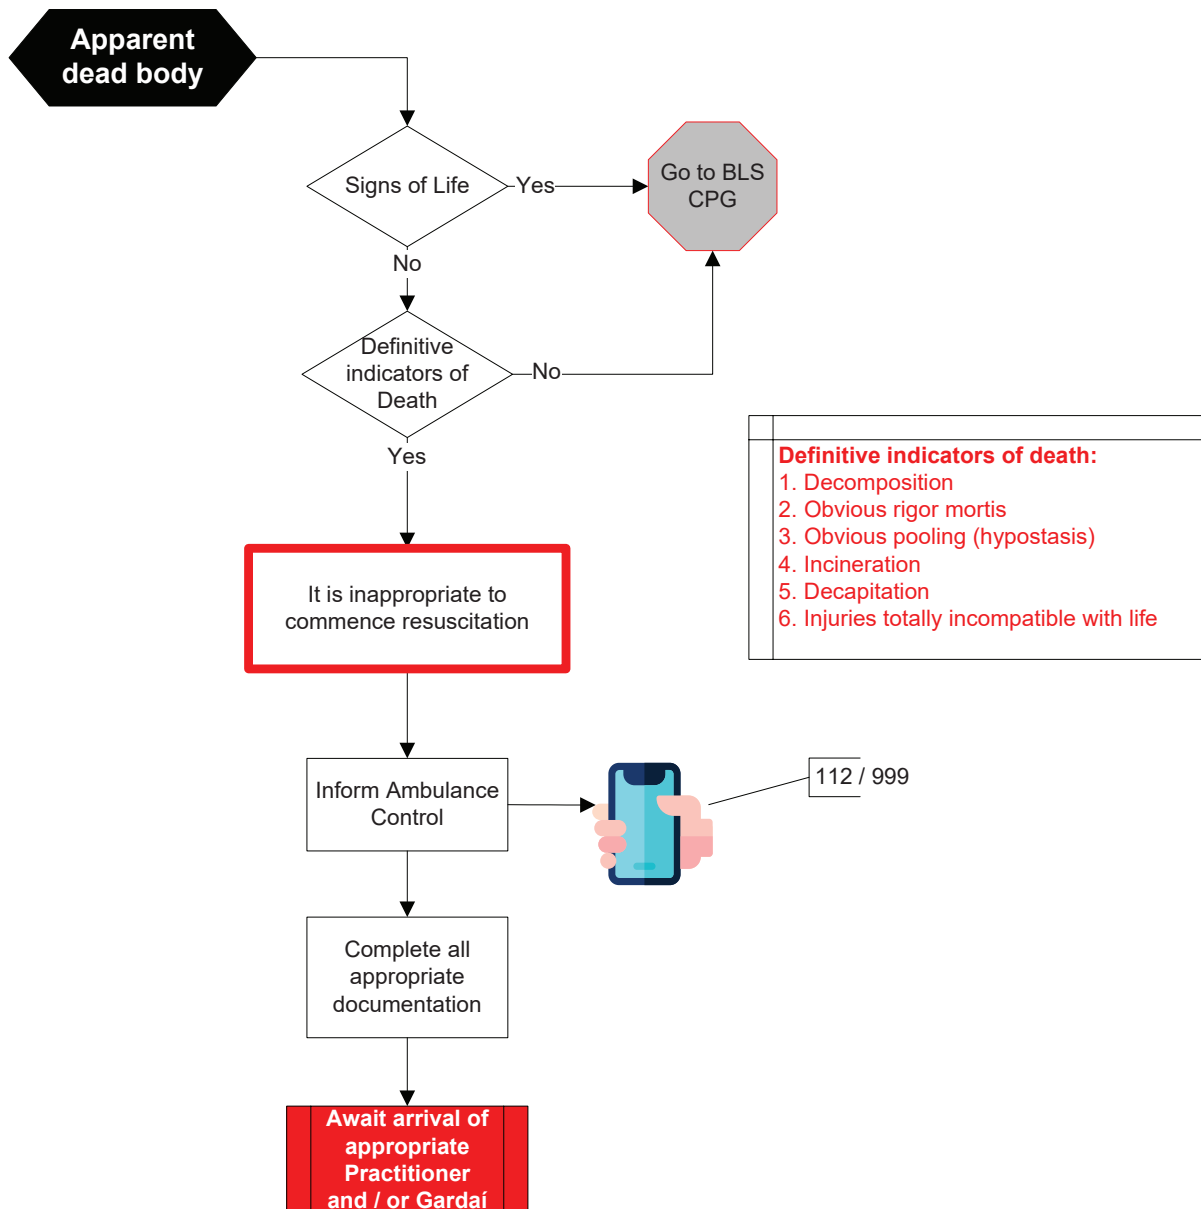 Apparent
dead body
Signs of Life
Yes
Go to BLS
CPG
No
Definitive
indicators of
Death
No
Yes
Definitive indicators of death:
1. Decomposition
2. Obvious rigor mortis
3. Obvious pooling (hypostasis)
4. Incineration
5. Decapitation
6. Injuries totally incompatible with life
It is inappropriate to
commence resuscitation
Inform Ambulance
Control
112 / 999
Complete all
appropriate
documentation
Await arrival of
appropriate
Practitioner
and / or Gardaí